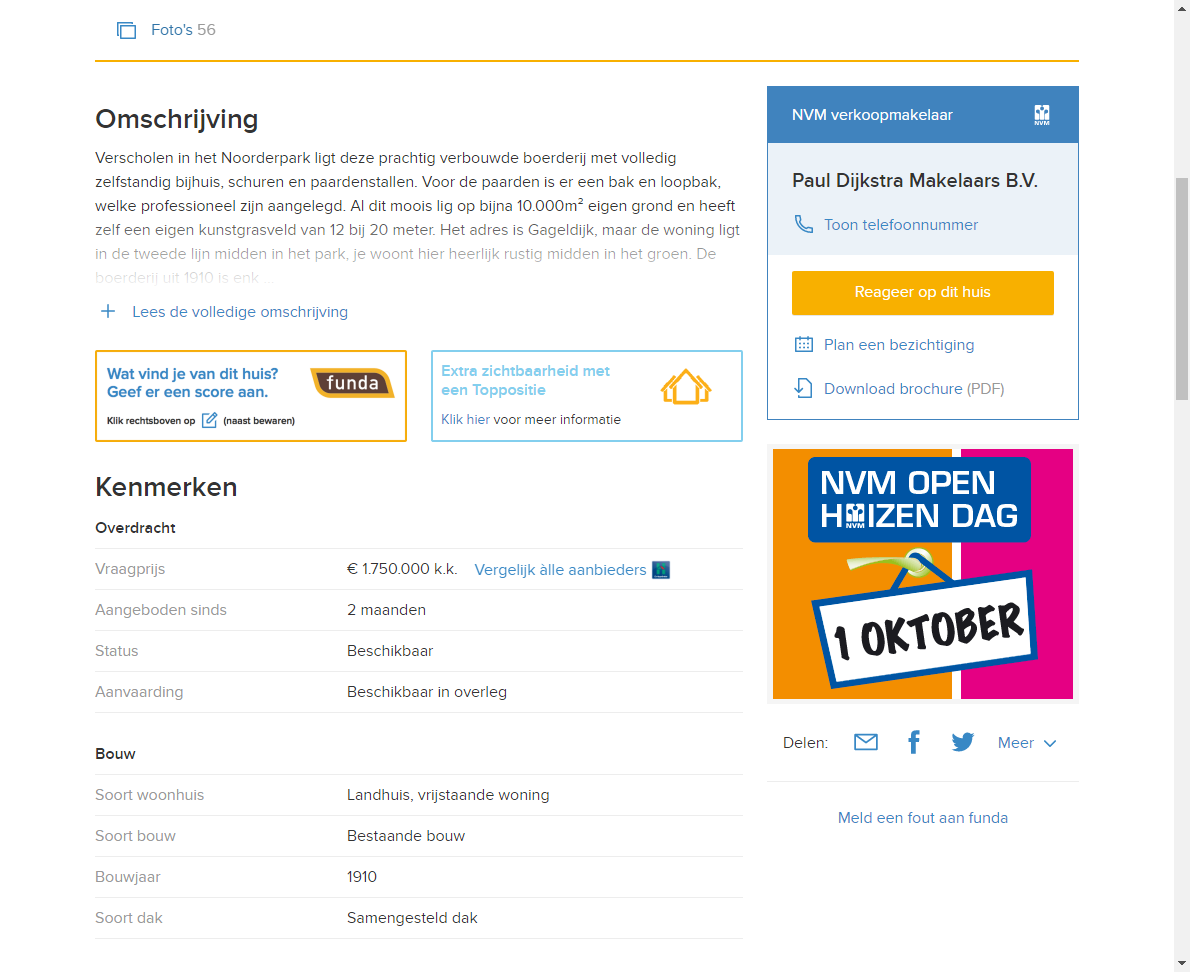 Foto's 56
Omschrijving
Verscholen in het Noorderpark ligt deze prachtig verbouwde boerderij met volledig
zelfstandig bijhuis, schuren en paardenstallen. Voor de paarden is er een bak en loopbak,
welke professioneel zijn aangelegd. Al dit moois lig op bijna 10.000m² eigen grond en heeft
zelf een eigen kunstgrasveld van 12 bij 20 meter. Het adres is Gageldijk, maar de woning ligt
in de tweede lijn midden in het park, je woont hier heerlijk rustig midden in het groen. De
boerderij uit 1910 is enk ...
Lees de volledige omschrijving
Wat vind je van dit huis?
Geef er een score aan.
funda
Klik rechtsboven op (naast bewaren)
Extra zichtbaarheid met
een Toppositie
Klik hier voor meer informatie
Kenmerken
Overdracht
Vraagprijs € 1.750.000 k.k. Vergelijk àlle aanbieders
Aangeboden sinds 2 maanden
Status Beschikbaar
Aanvaarding Beschikbaar in overleg
Bouw
Soort woonhuis Landhuis, vrijstaande woning
Soort bouw Bestaande bouw
Bouwjaar 1910
Soort dak Samengesteld dak
NVM verkoopmakelaar
NVM
Paul Dijkstra Makelaars B.V.
Toon telefoonnummer
Reageer op dit huis
Plan een bezichtiging
Download brochure (PDF)
NVM OPEN
HUIZEN DAG
NVM
1 OKTOBER
Delen: Meer
Meld een fout aan funda